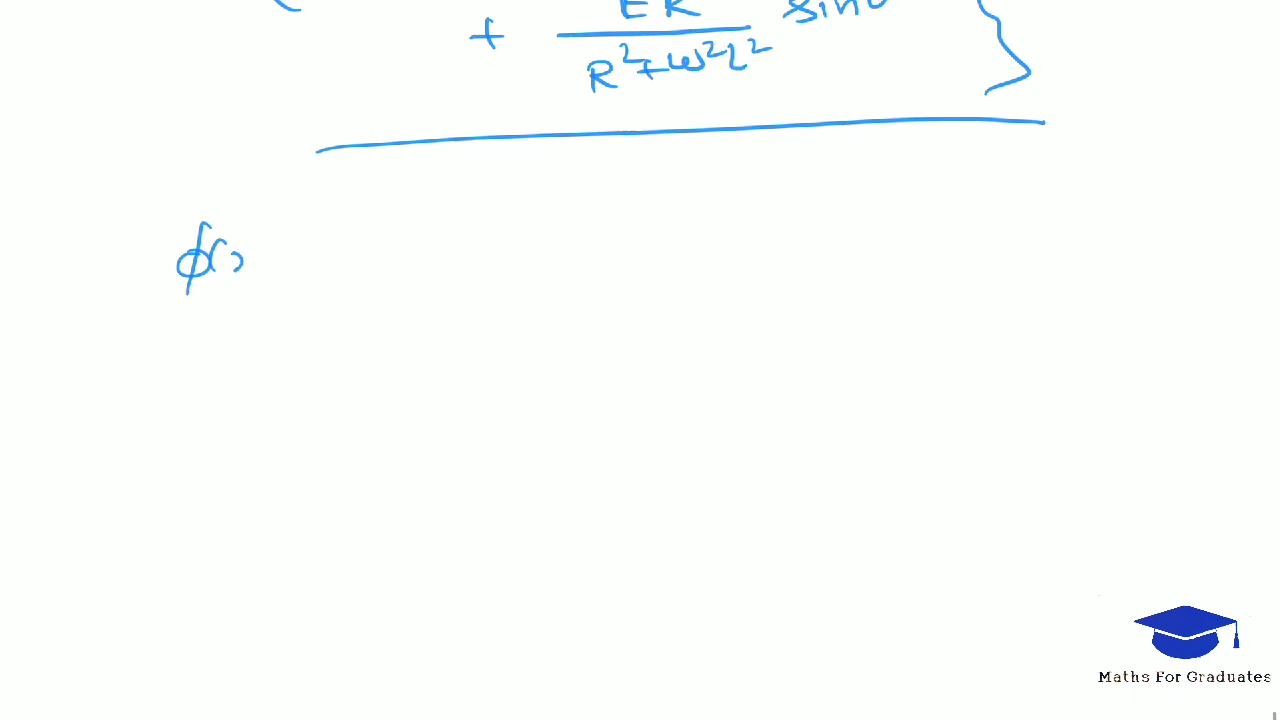 + ER / R²+ω²L² sin
}
φ(x
Maths For Graduates